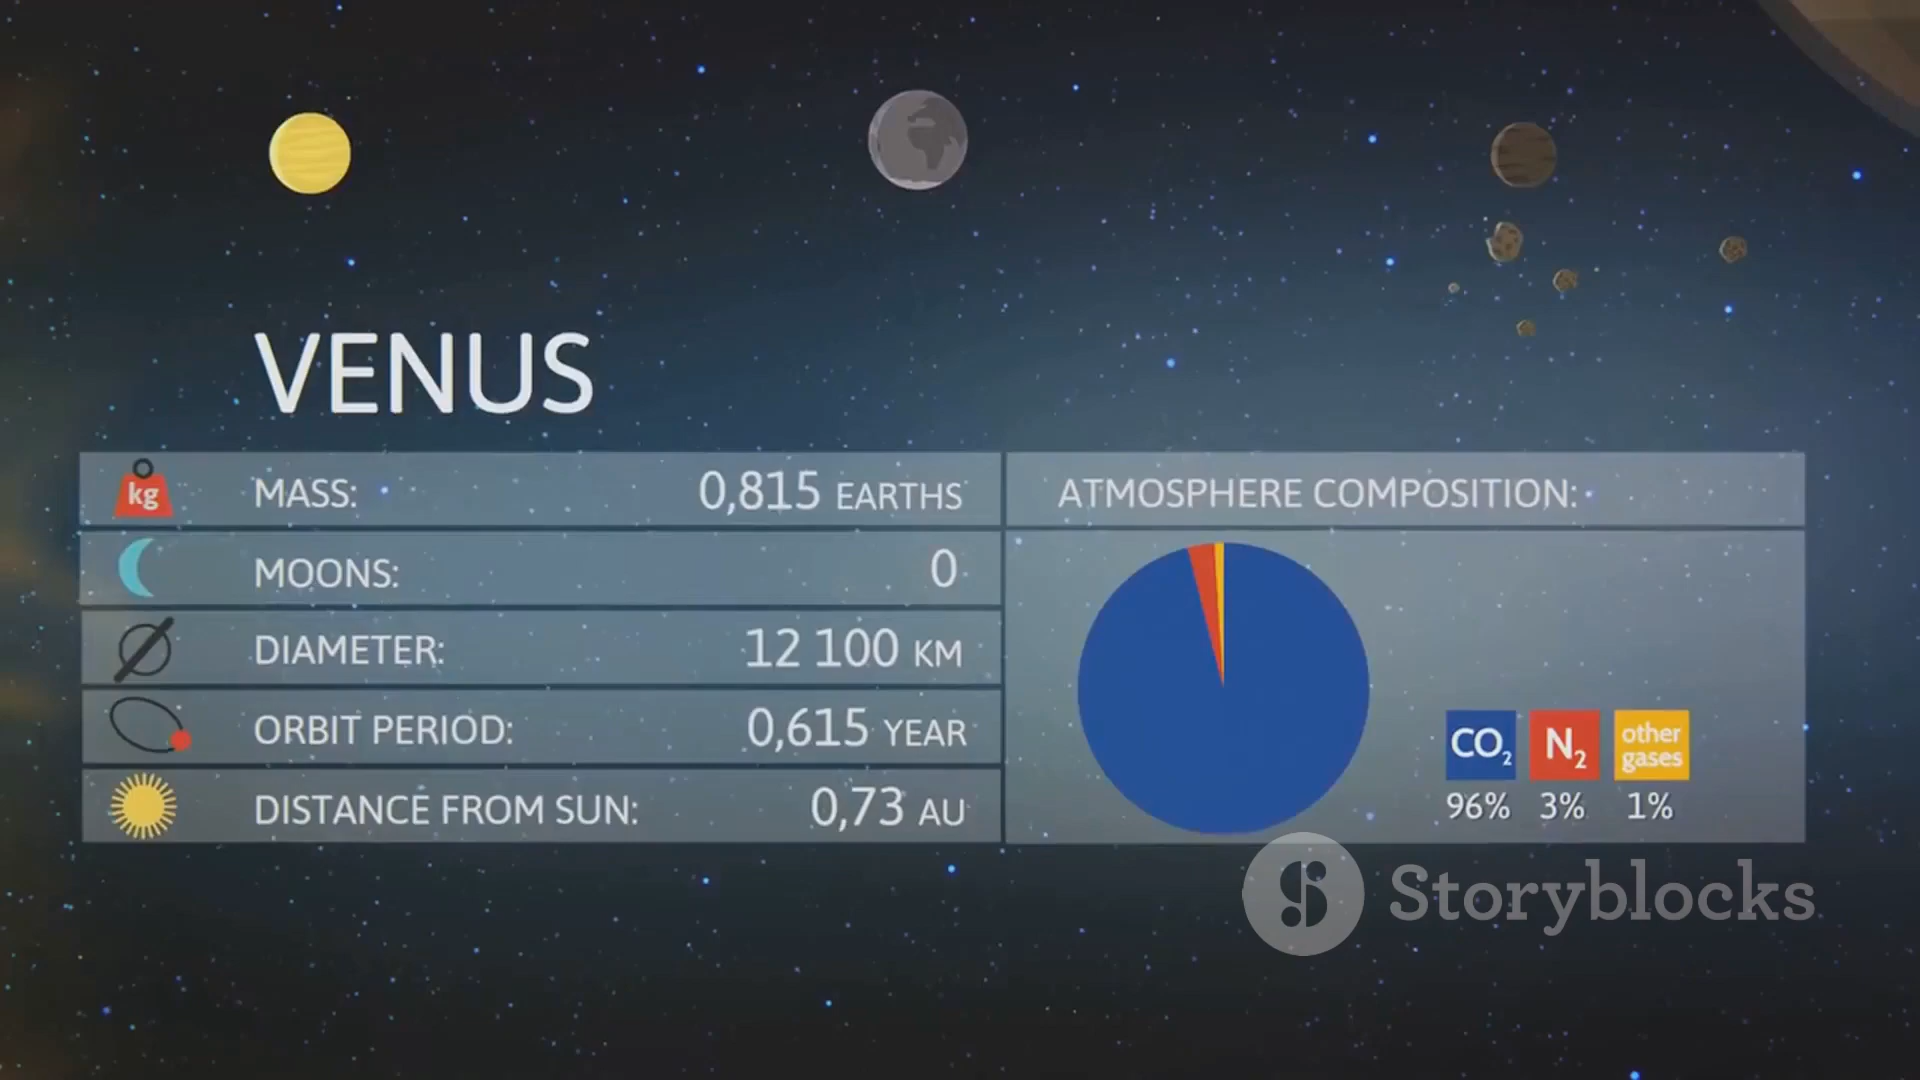 VENUS
kg MASS: 0,815 EARTHS
MOONS: 0
DIAMETER: 12 100 KM
ORBIT PERIOD: 0,615 YEAR
DISTANCE FROM SUN: 0,73 AU
ATMOSPHERE COMPOSITION:
CO₂ N₂ other gases
96% 3% 1%
Storyblocks